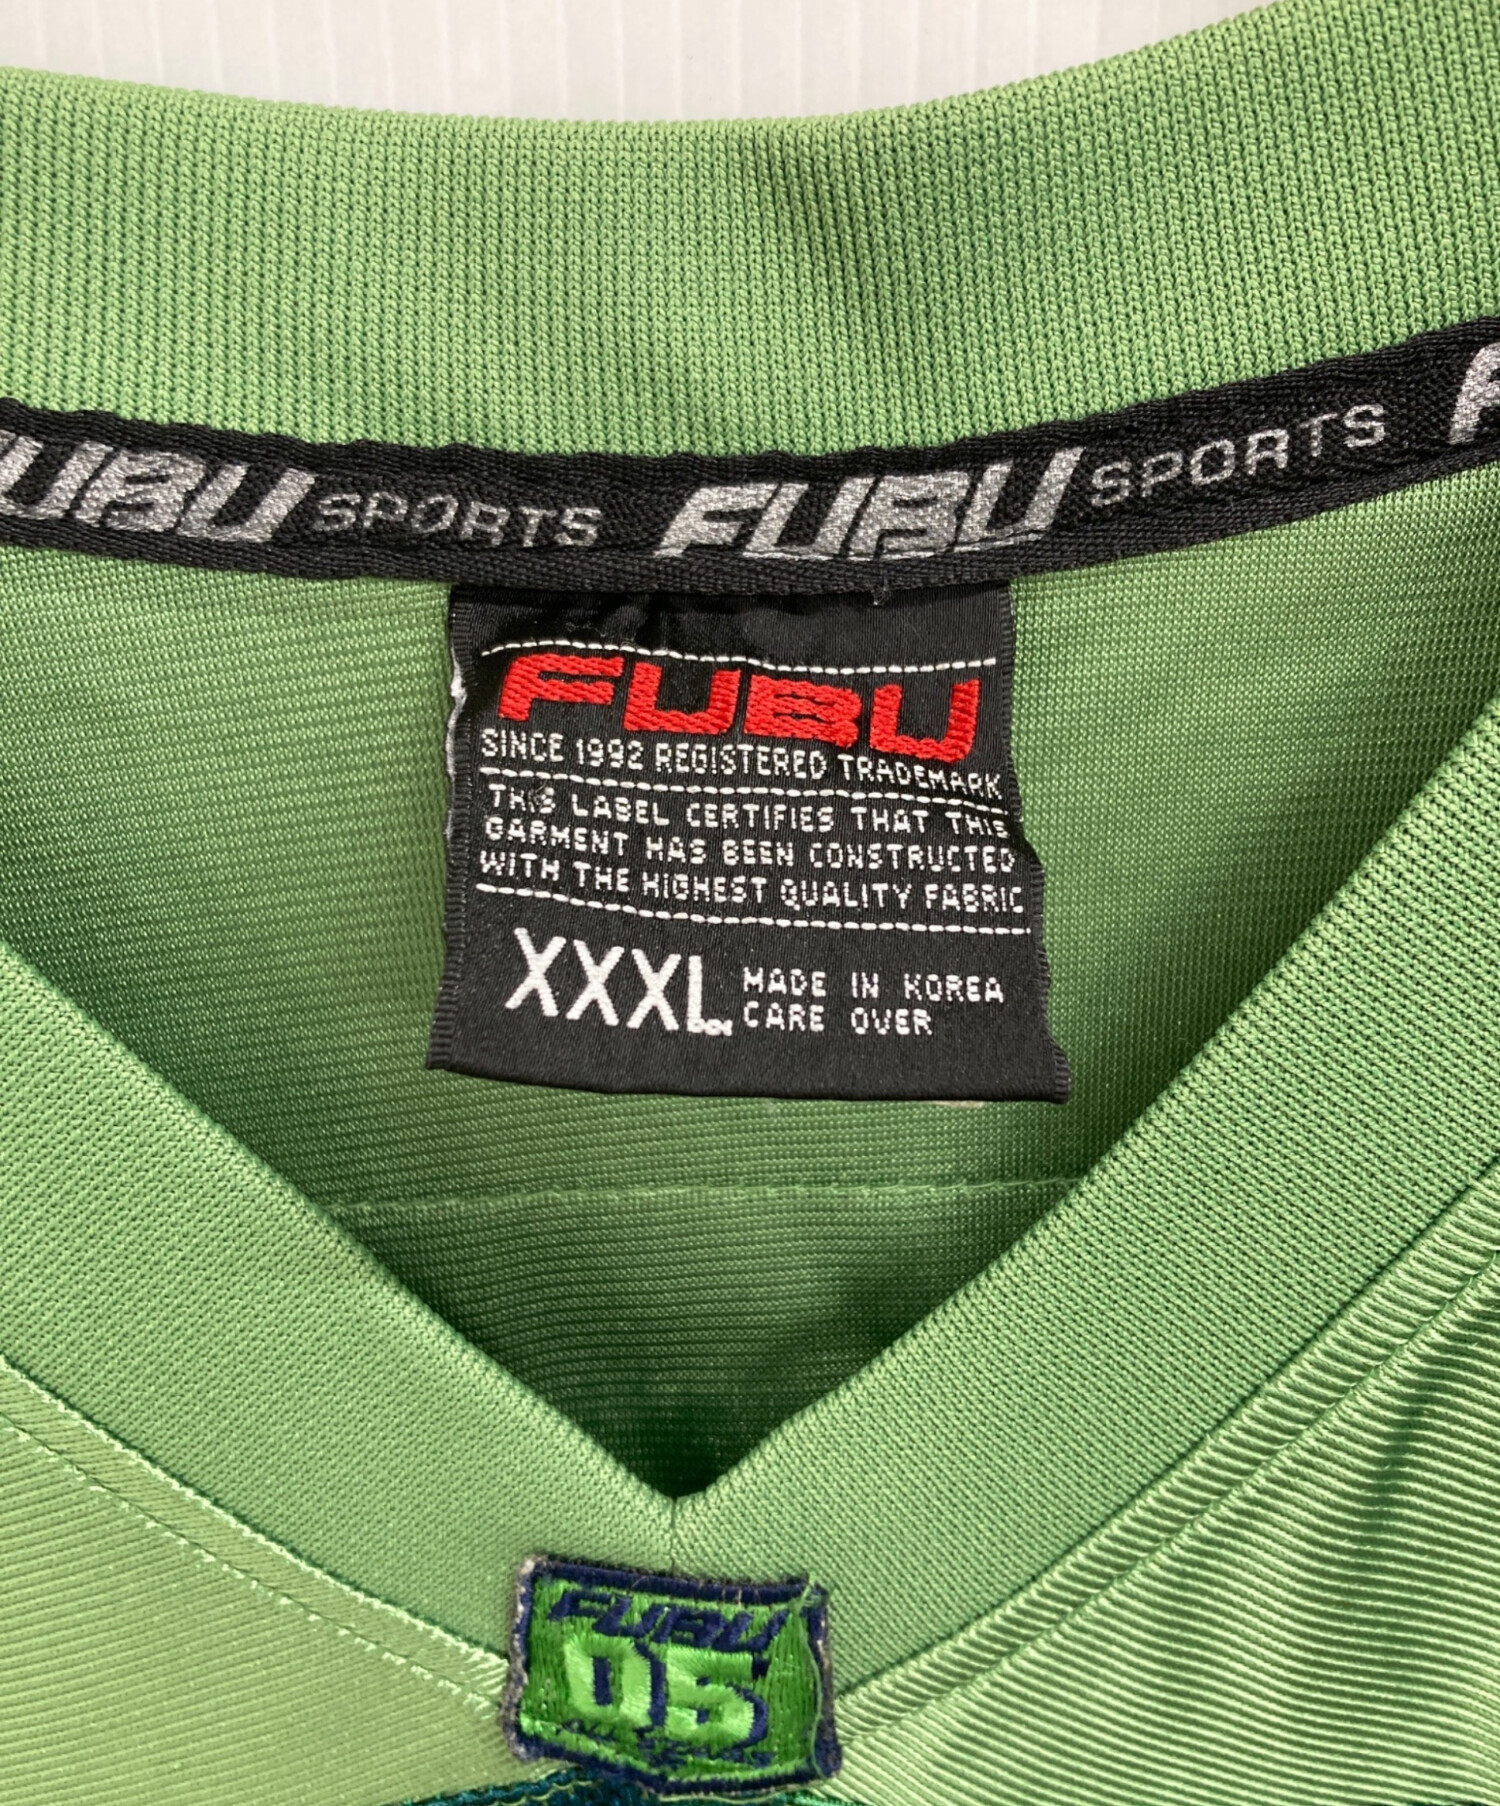 FUBU SPORTS FUBU SPORTS F
FUBU
SINCE 1992 REGISTERED TRADEMARK
THIS LABEL CERTIFIES THAT THIS
GARMENT HAS BEEN CONSTRUCTED
WITH THE HIGHEST QUALITY FABRIC
XXXL MADE IN KOREA
CARE OVER
FUBU
05